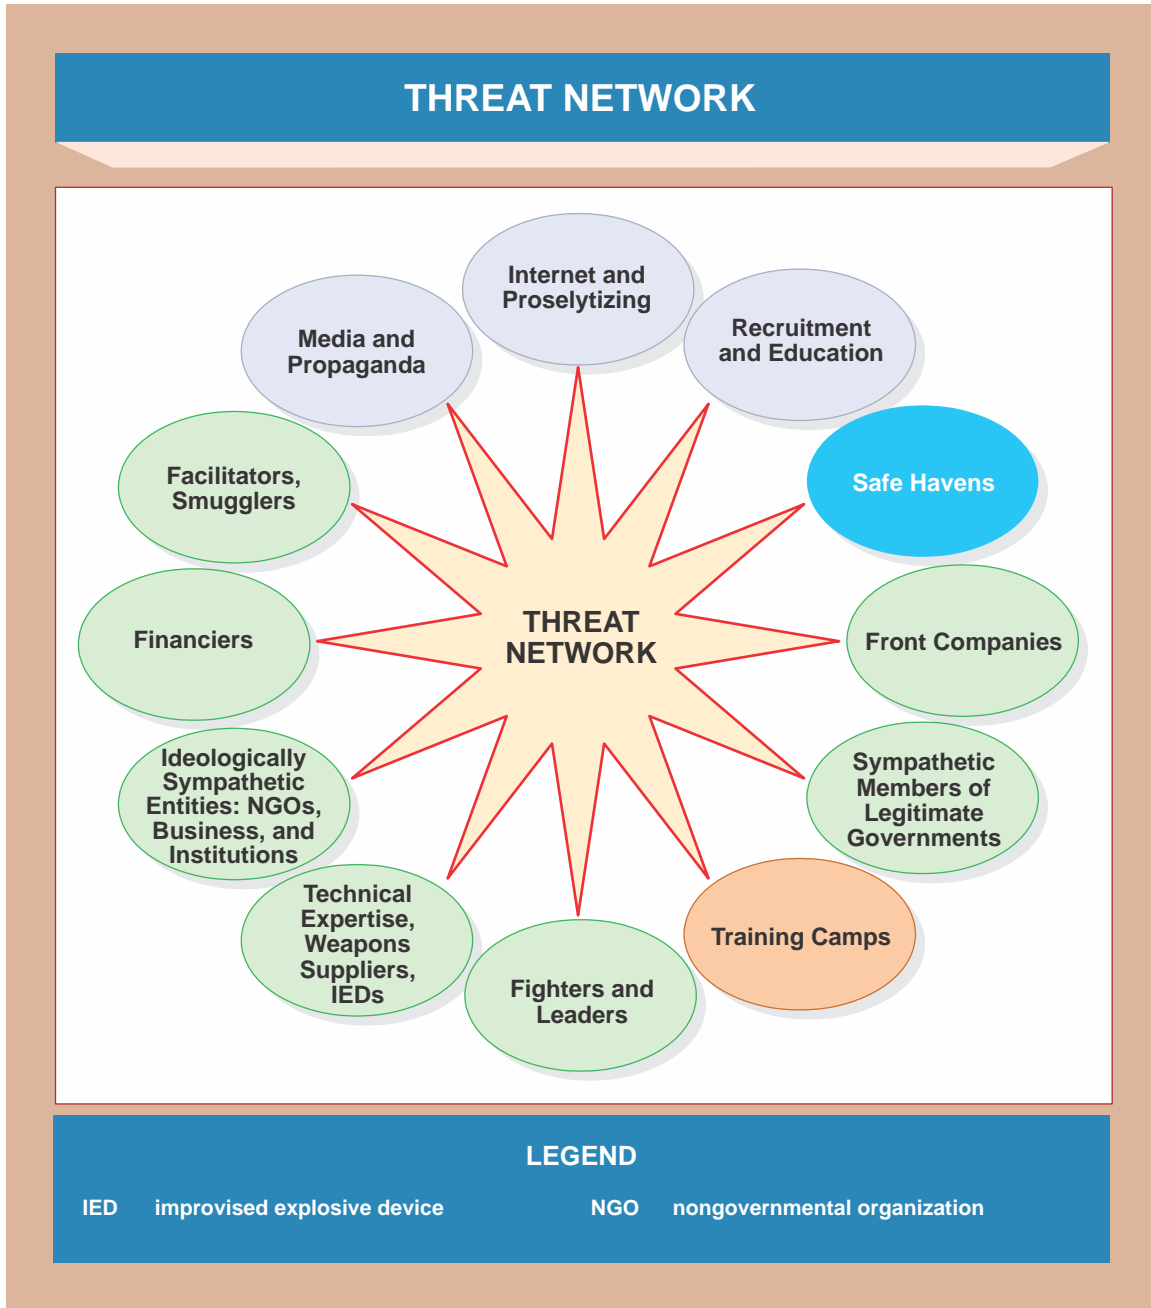 THREAT NETWORK
Internet and
Proselytizing
Media and
Propaganda
Recruitment
and Education
Facilitators,
Smugglers
Safe Havens
Financiers
THREAT
NETWORK
Front Companies
Ideologically
Sympathetic
Entities: NGOs,
Business, and
Institutions
Sympathetic
Members of
Legitimate
Governments
Technical
Expertise,
Weapons
Suppliers,
IEDs
Training Camps
Fighters and
Leaders
LEGEND
IED improvised explosive device
NGO nongovernmental organization